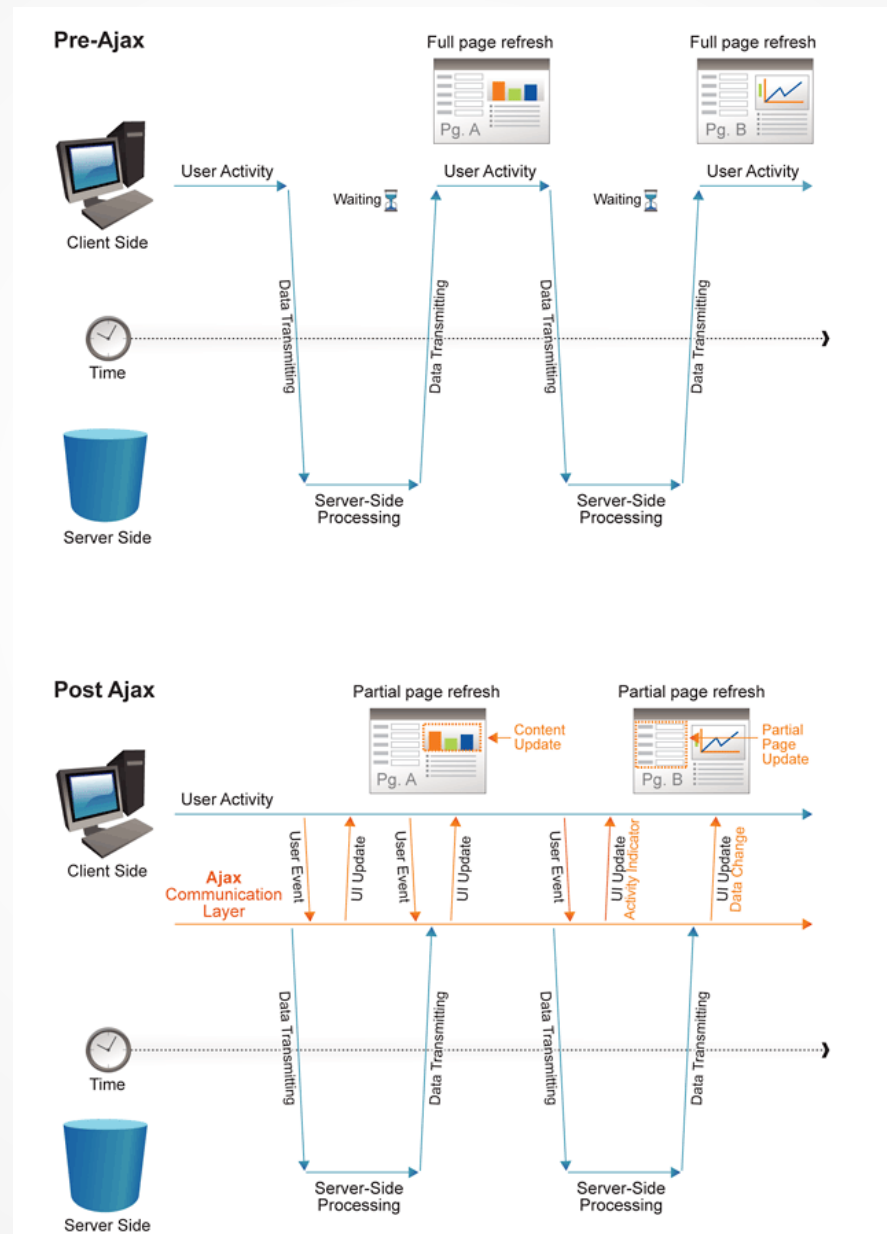 Pre-Ajax
Full page refresh
Full page refresh
Pg. A
Pg. B
User Activity
User Activity
User Activity
Waiting
Waiting
Client Side
Data Transmitting
Data Transmitting
Data Transmitting
Data Transmitting
Time
Server-Side
Processing
Server-Side
Processing
Server Side
Post Ajax
Partial page refresh
Partial page refresh
Content
Update
Partial
Page
Update
Pg. A
Pg. B
User Activity
Client Side
User Event
UI Update
User Event
UI Update
User Event
UI Update
Activity Indicator
UI Update
Data Change
Ajax
Communication
Layer
Data Transmitting
Data Transmitting
Data Transmitting
Data Transmitting
Time
Server-Side
Processing
Server-Side
Processing
Server Side